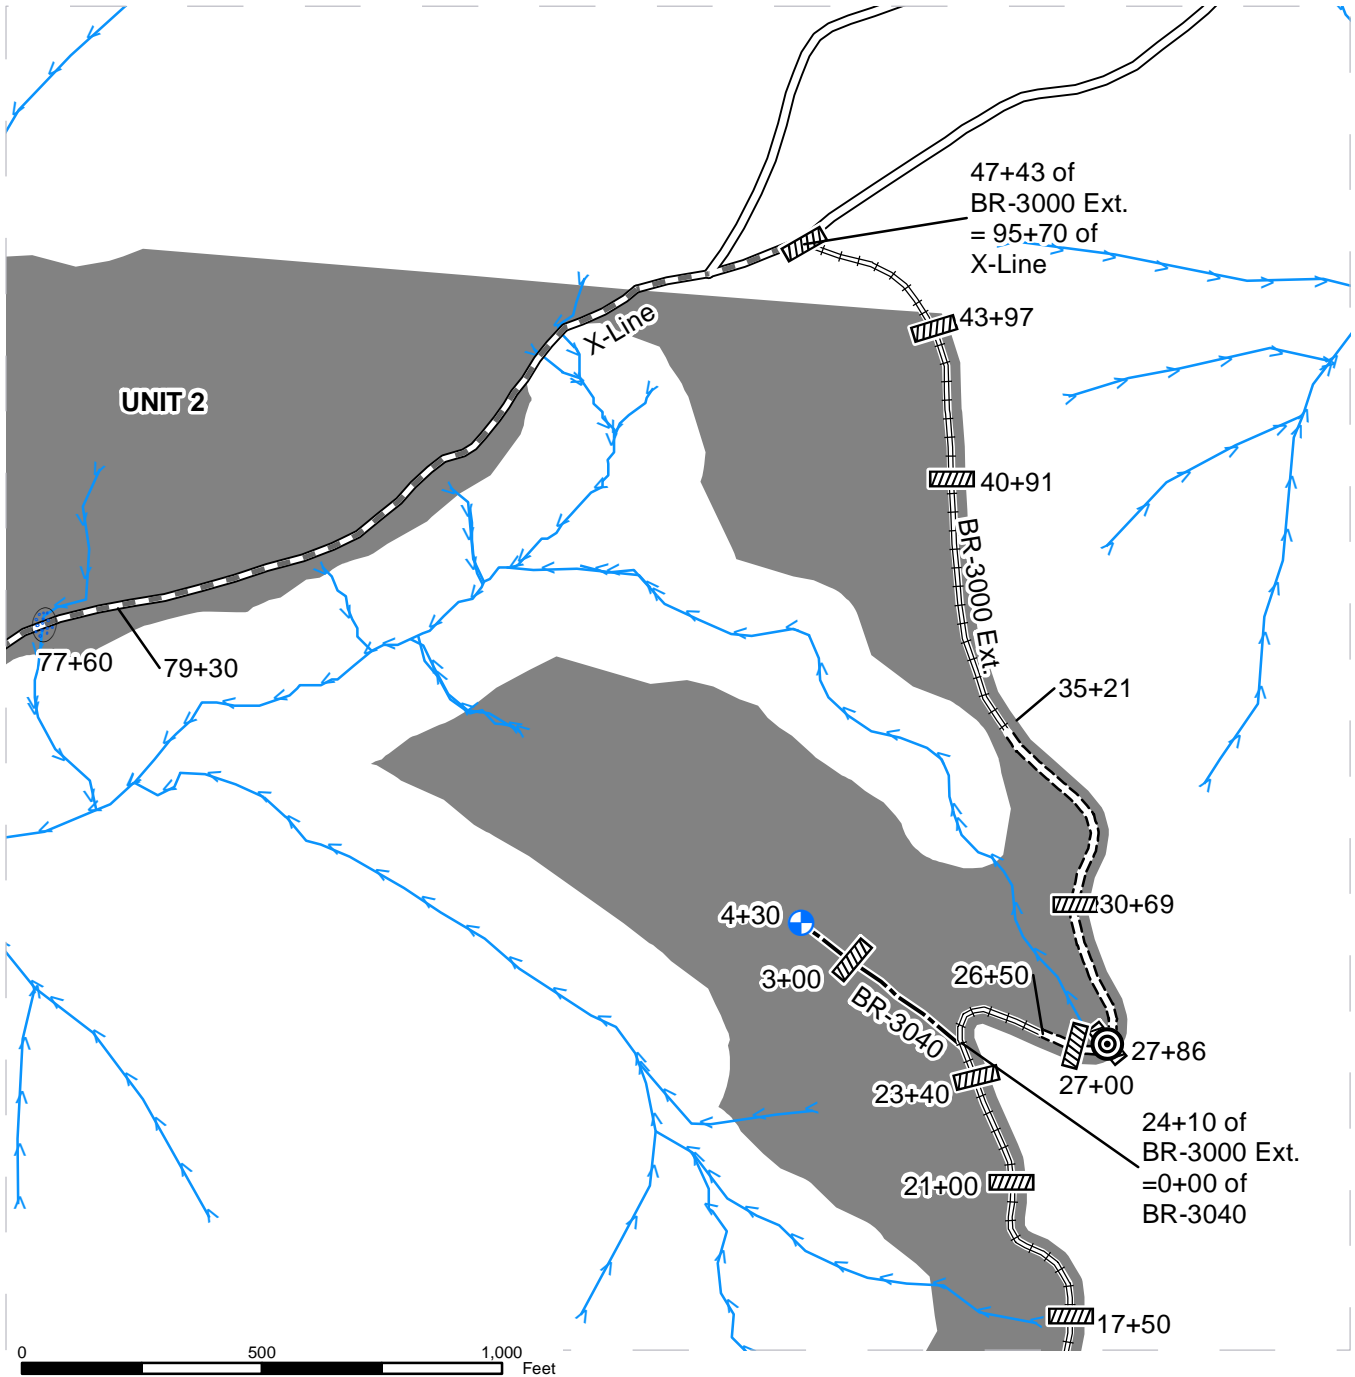 47+43 of
BR-3000 Ext.
= 95+70 of
X-Line
43+97
X-Line
UNIT 2
40+91
BR-3000 Ext.
77+60
79+30
35+21
4+30
30+69
3+00
26+50
BR-3040
27+86
27+00
23+40
24+10 of
BR-3000 Ext.
=0+00 of
BR-3040
21+00
17+50
0 500 1,000
Feet